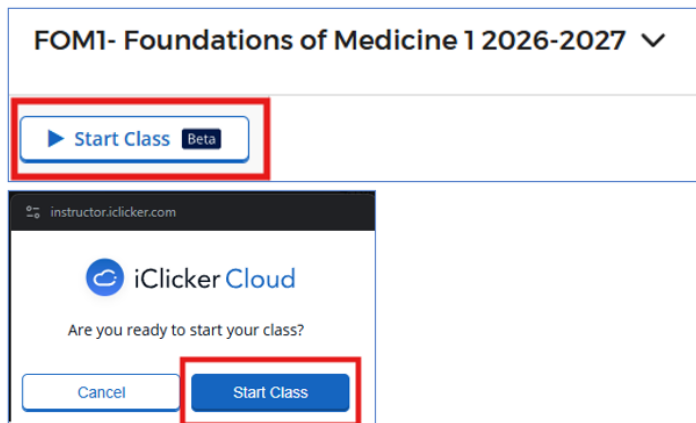 FOM1- Foundations of Medicine 1 2026-2027
Start Class Beta
instructor.iclicker.com
iClicker Cloud
Are you ready to start your class?
Cancel Start Class